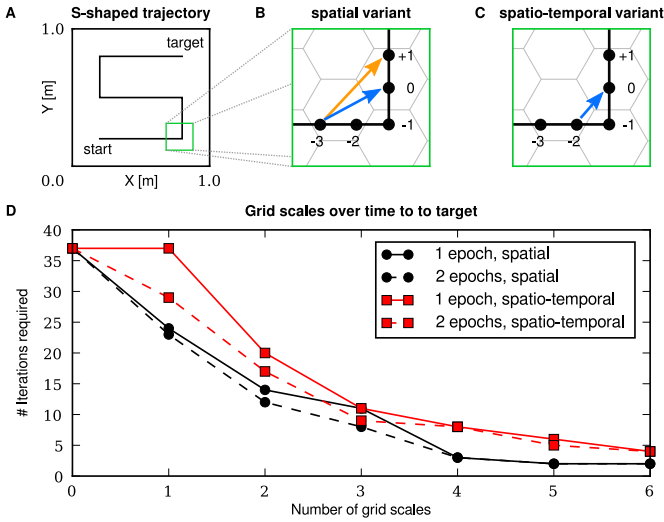 A
S-shaped trajectory
1.0
target
Y [m]
start
0.0
X [m]
1.0
B
spatial variant
+1
0
-1
-3
-2
C
spatio-temporal variant
+1
0
-1
-3
-2
D
Grid scales over time to to target
40
35
30
25
20
15
10
5
0
# Iterations required
1 epoch, spatial
2 epochs, spatial
1 epoch, spatio-temporal
2 epochs, spatio-temporal
0 1 2 3 4 5 6
Number of grid scales